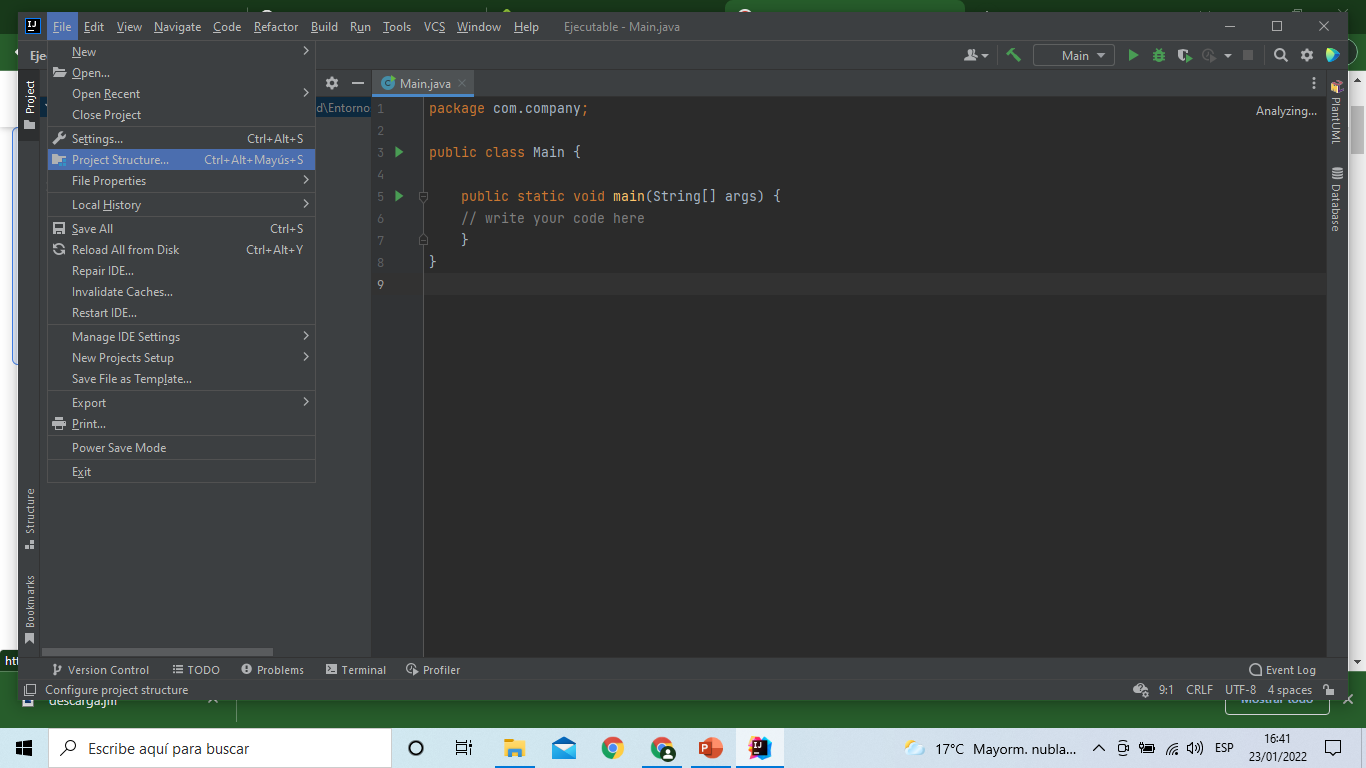 File Edit View Navigate Code Refactor Build Run Tools VCS Window Help Ejecutable - Main.java
New
Open...
Open Recent
Close Project
Settings... Ctrl+Alt+S
Project Structure... Ctrl+Alt+Mayús+S
File Properties
Local History
Save All Ctrl+S
Reload All from Disk Ctrl+Alt+Y
Repair IDE...
Invalidate Caches...
Restart IDE...
Manage IDE Settings
New Projects Setup
Save File as Template...
Export
Print...
Power Save Mode
Exit
Eje
Main
Project
Structure
Bookmarks
d\Entorno
Main.java
1 package com.company;
2
3 public class Main {
4
5 public static void main(String[] args) {
6 // write your code here
7 }
8 }
9
Analyzing...
PlantUML
Database
Version Control TODO Problems Terminal Profiler Event Log
Configure project structure 9:1 CRLF UTF-8 4 spaces
Mostrar todo
Escribe aquí para buscar
17°C Mayorm. nubla... ESP
16:41
23/01/2022